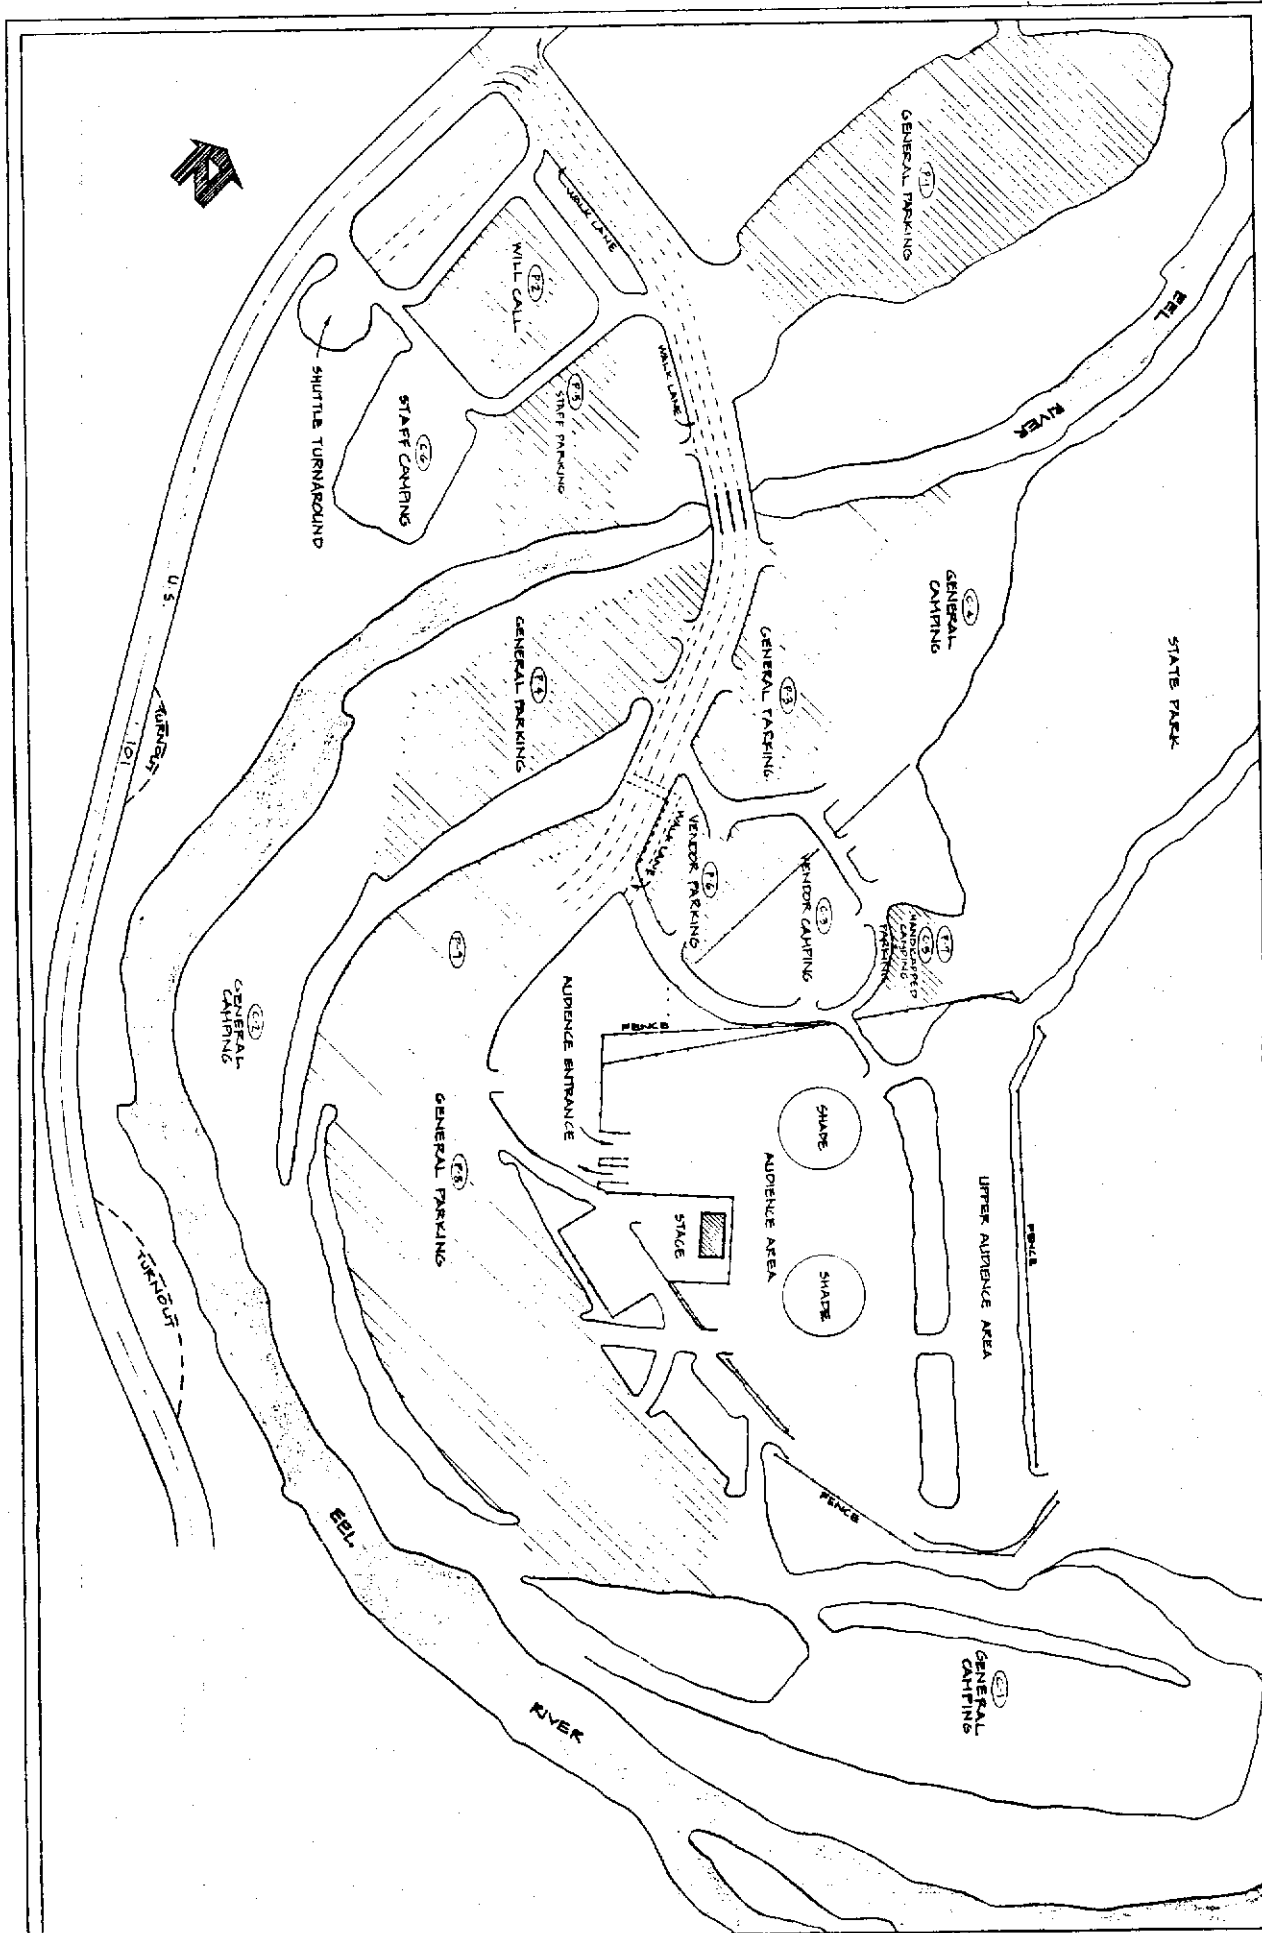 P-1
GENERAL PARKING
EEL
RIVER
WALK LANE
P-2
WILL CALL
SHUTTLE TURNAROUND
C-6
STAFF CAMPING
P-5
STAFF PARKING
WALK LANE
U.S.
101
TURNOUT
TURNOUT
C-4
GENERAL
CAMPING
STATE PARK
P-3
GENERAL PARKING
P-4
GENERAL PARKING
WALK LANE
P-6
VENDOR PARKING
C-3
VENDOR CAMPING
P-7
C-5
HANDICAPPED
CAMPING
PARKING
P-9
C-2
GENERAL
CAMPING
AUDIENCE ENTRANCE
FENCE
P-8
GENERAL PARKING
STAGE
AUDIENCE AREA
SHADE
SHADE
UPPER AUDIENCE AREA
FENCE
FENCE
C-1
GENERAL
CAMPING
EEL
RIVER